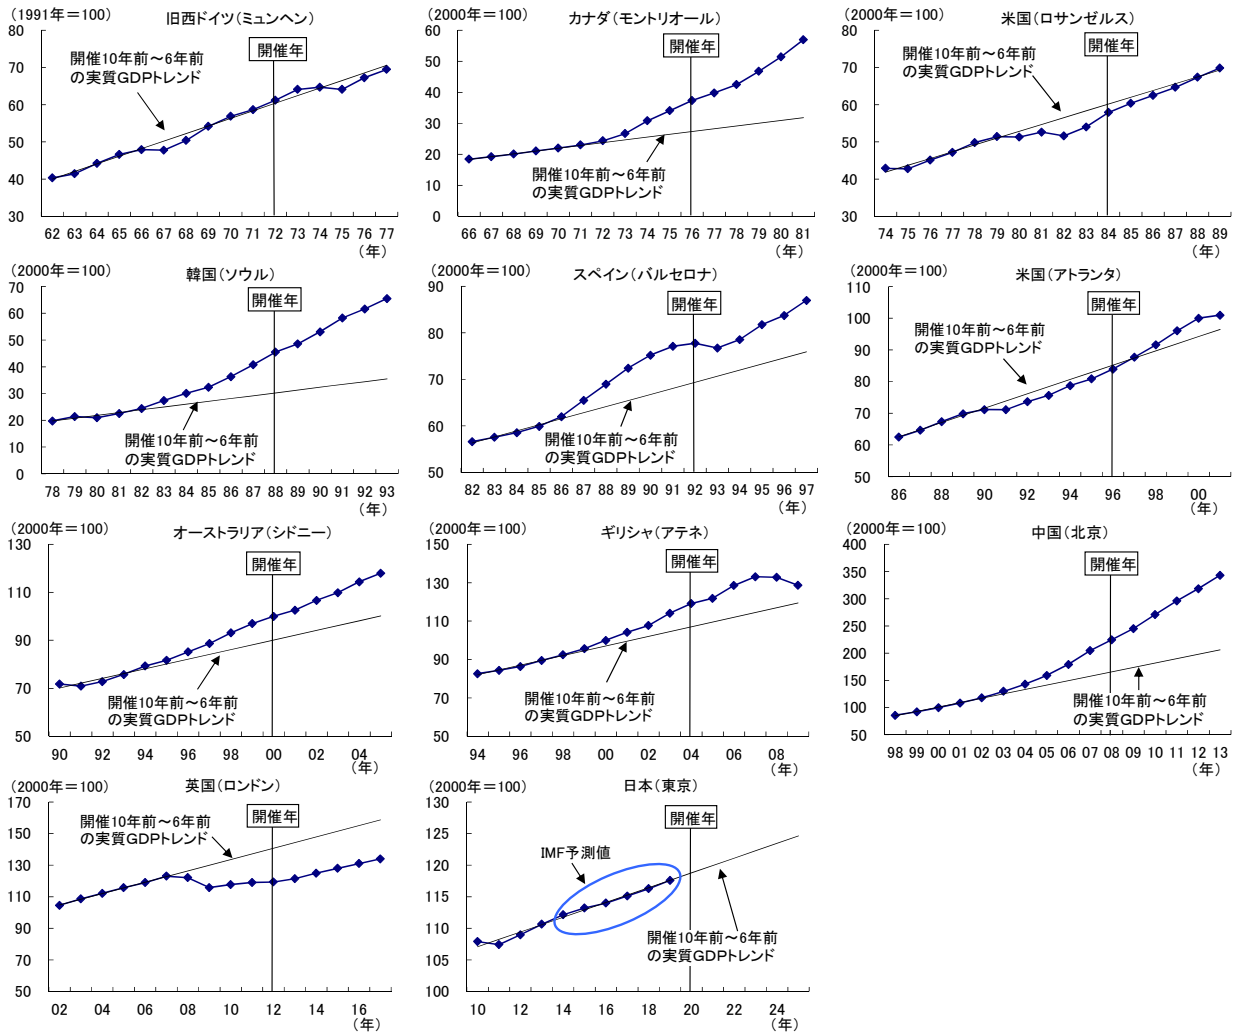 (1991年＝100)
旧西ドイツ(ミュンヘン)
開催年
開催10年前～6年前
の実質GDPトレンド
80
70
60
50
40
30
62 63 64 65 66 67 68 69 70 71 72 73 74 75 76 77
(年)
(2000年＝100)
カナダ(モントリオール)
開催年
開催10年前～6年前
の実質GDPトレンド
60
50
40
30
20
10
0
66 67 68 69 70 71 72 73 74 75 76 77 78 79 80 81
(年)
(2000年＝100)
米国(ロサンゼルス)
開催年
開催10年前～6年前
の実質GDPトレンド
80
70
60
50
40
30
74 75 76 77 78 79 80 81 82 83 84 85 86 87 88 89
(年)
(2000年＝100)
韓国(ソウル)
開催年
開催10年前～6年前
の実質GDPトレンド
70
60
50
40
30
20
10
0
78 79 80 81 82 83 84 85 86 87 88 89 90 91 92 93
(年)
(2000年＝100)
スペイン(バルセロナ)
開催年
開催10年前～6年前
の実質GDPトレンド
90
80
70
60
50
82 83 84 85 86 87 88 89 90 91 92 93 94 95 96 97
(年)
(2000年＝100)
米国(アトランタ)
開催年
開催10年前～6年前
の実質GDPトレンド
110
100
90
80
70
60
50
86 88 90 92 94 96 98 00
(年)
(2000年＝100)
オーストラリア(シドニー)
開催年
開催10年前～6年前
の実質GDPトレンド
130
110
90
70
50
90 92 94 96 98 00 02 04
(年)
(2000年＝100)
ギリシャ(アテネ)
開催年
開催10年前～6年前
の実質GDPトレンド
150
130
110
90
70
50
94 96 98 00 02 04 06 08
(年)
(2000年＝100)
中国(北京)
開催年
開催10年前～6年前
の実質GDPトレンド
400
350
300
250
200
150
100
50
98 99 00 01 02 03 04 05 06 07 08 09 10 11 12 13
(年)
(2000年＝100)
英国(ロンドン)
開催年
開催10年前～6年前
の実質GDPトレンド
170
150
130
110
90
70
50
02 04 06 08 10 12 14 16
(年)
(2000年＝100)
日本(東京)
開催年
IMF予測値
開催10年前～6年前
の実質GDPトレンド
130
125
120
115
110
105
100
10 12 14 16 18 20 22 24
(年)